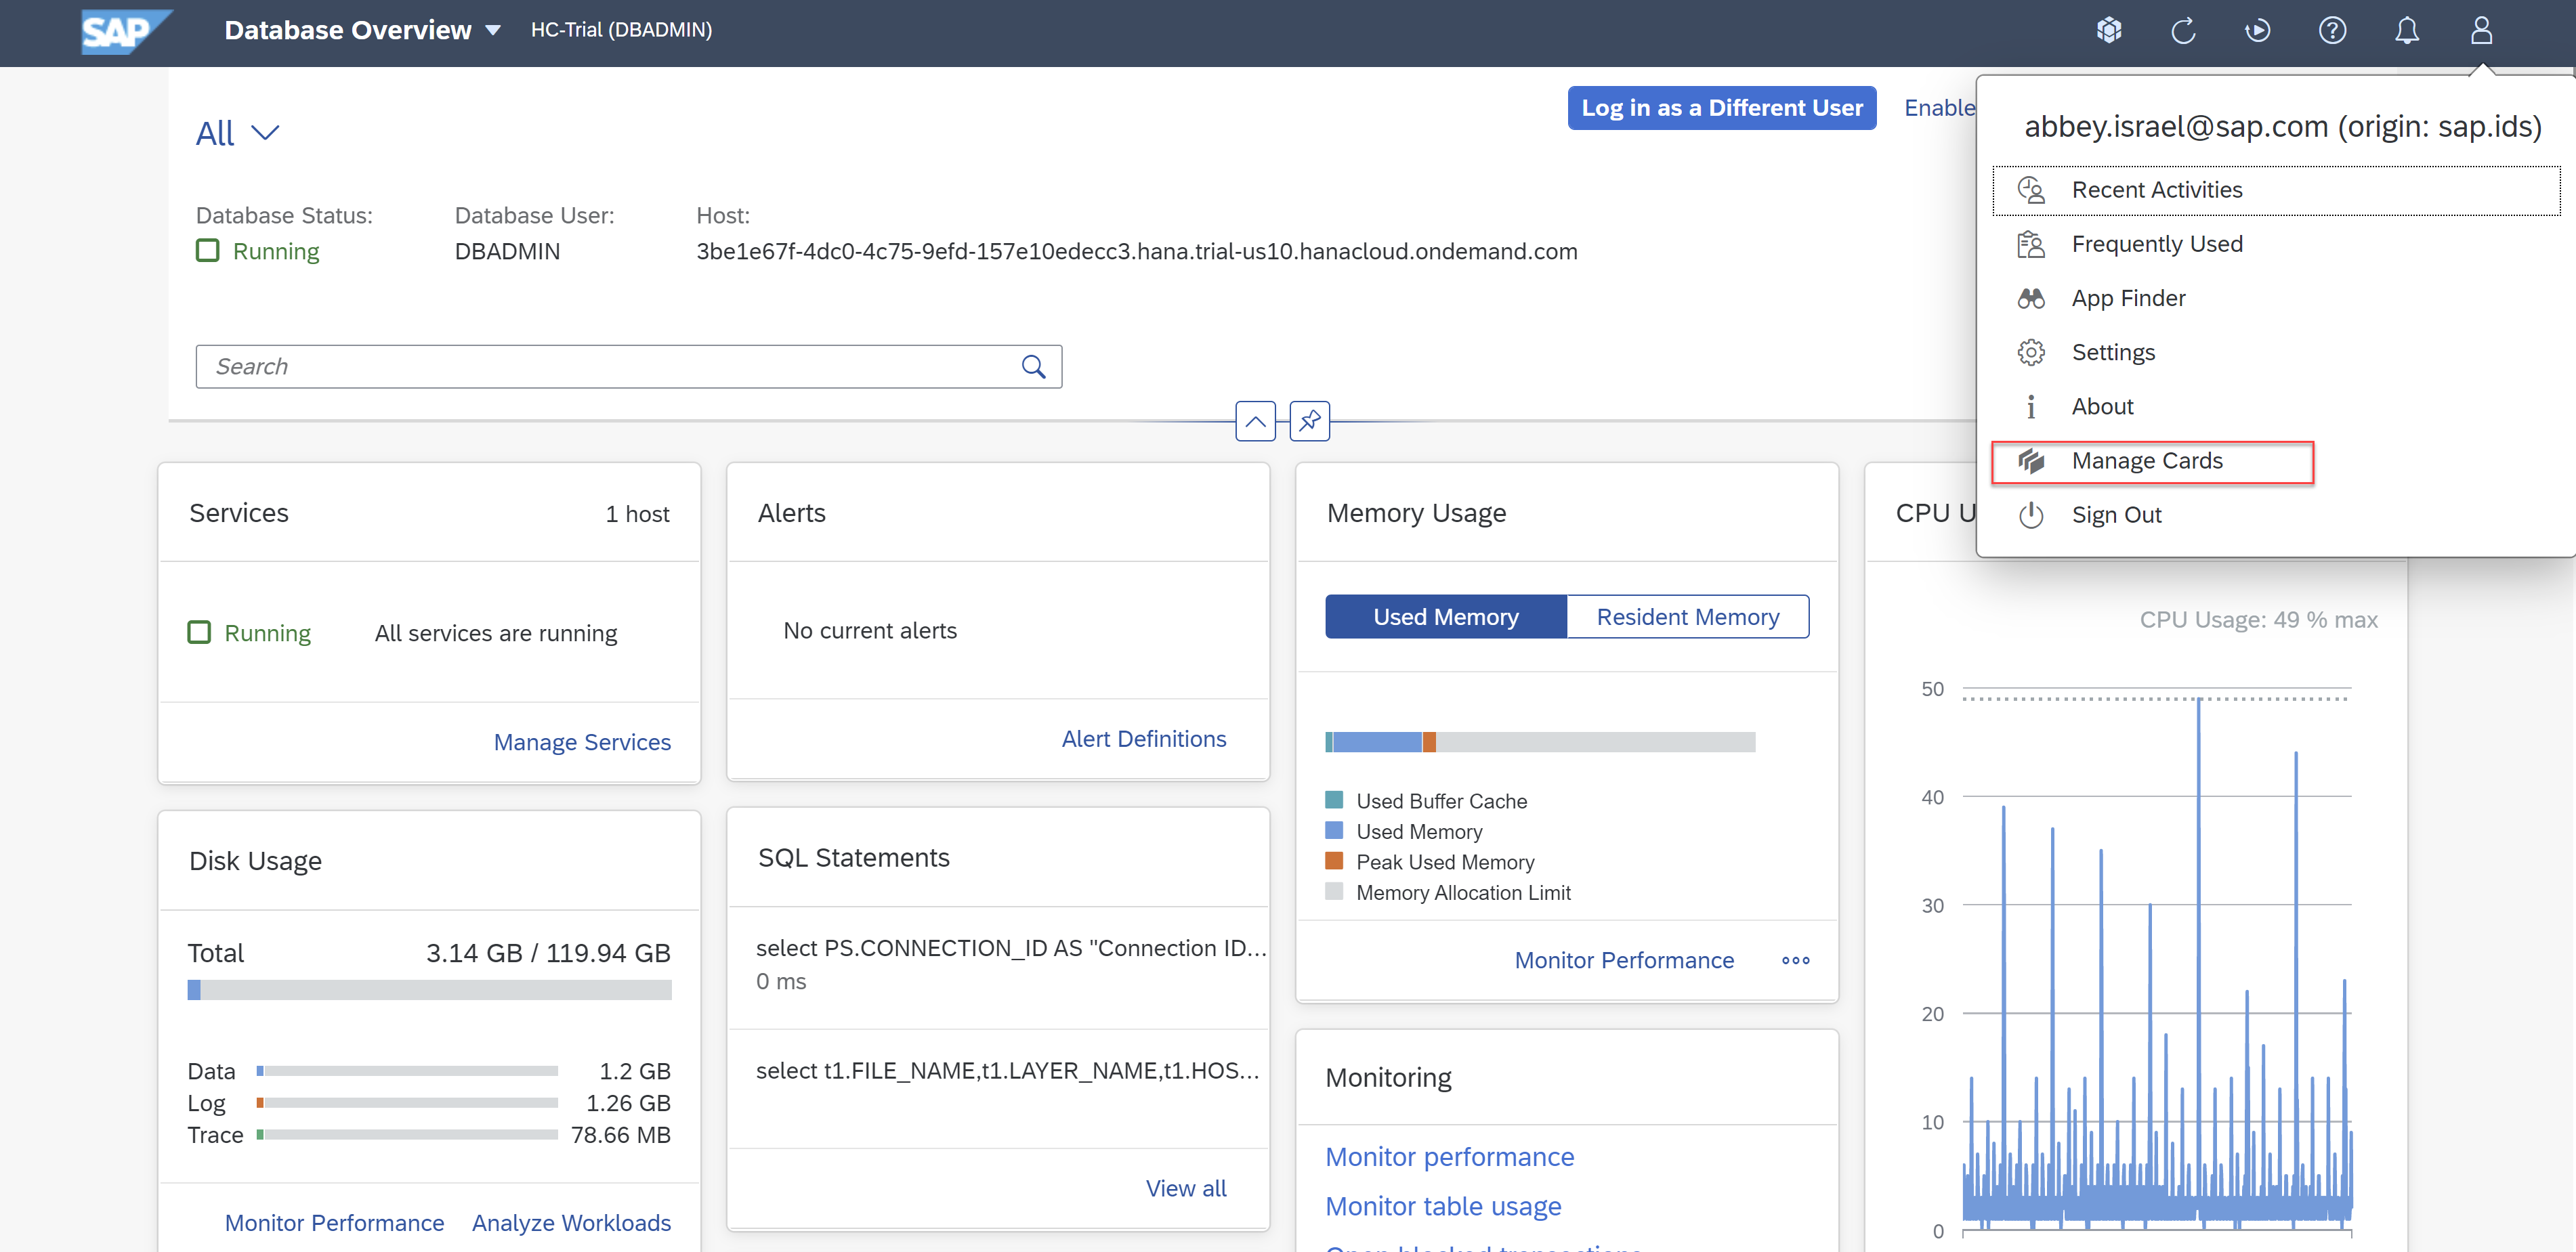 SAP Database Overview HC-Trial (DBADMIN)
All
Log in as a Different User Enable
Database Status: Database User: Host:
Running DBADMIN 3be1e67f-4dc0-4c75-9efd-157e10edecc3.hana.trial-us10.hanacloud.ondemand.com
Search
abbey.israel@sap.com (origin: sap.ids)
Recent Activities
Frequently Used
App Finder
Settings
About
Manage Cards
Sign Out
Services 1 host
Running All services are running
Manage Services
Disk Usage
Total 3.14 GB / 119.94 GB
Data 1.2 GB
Log 1.26 GB
Trace 78.66 MB
Monitor Performance Analyze Workloads
Alerts
No current alerts
Alert Definitions
SQL Statements
select PS.CONNECTION_ID AS "Connection ID...
0 ms
select t1.FILE_NAME,t1.LAYER_NAME,t1.HOS...
View all
Memory Usage
Used Memory Resident Memory
Used Buffer Cache
Used Memory
Peak Used Memory
Memory Allocation Limit
Monitor Performance
Monitoring
Monitor performance
Monitor table usage
CPU U
CPU Usage: 49 % max
50
40
30
20
10
0